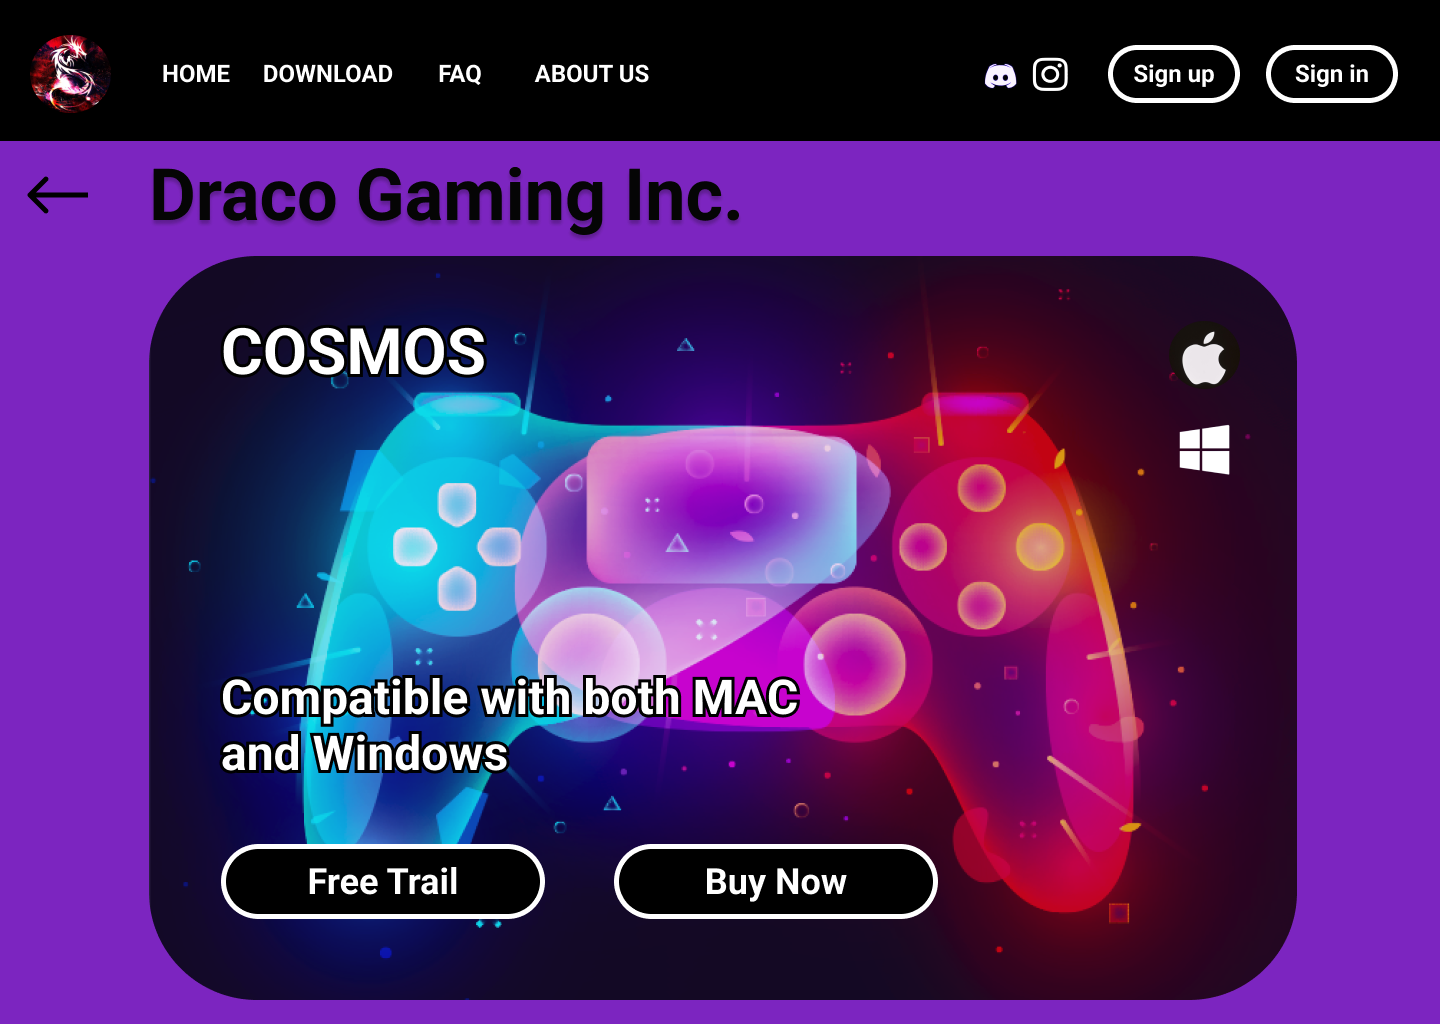 HOME DOWNLOAD FAQ ABOUT US Sign up Sign in
Draco Gaming Inc.
COSMOS
Compatible with both MAC
and Windows
Free Trail Buy Now